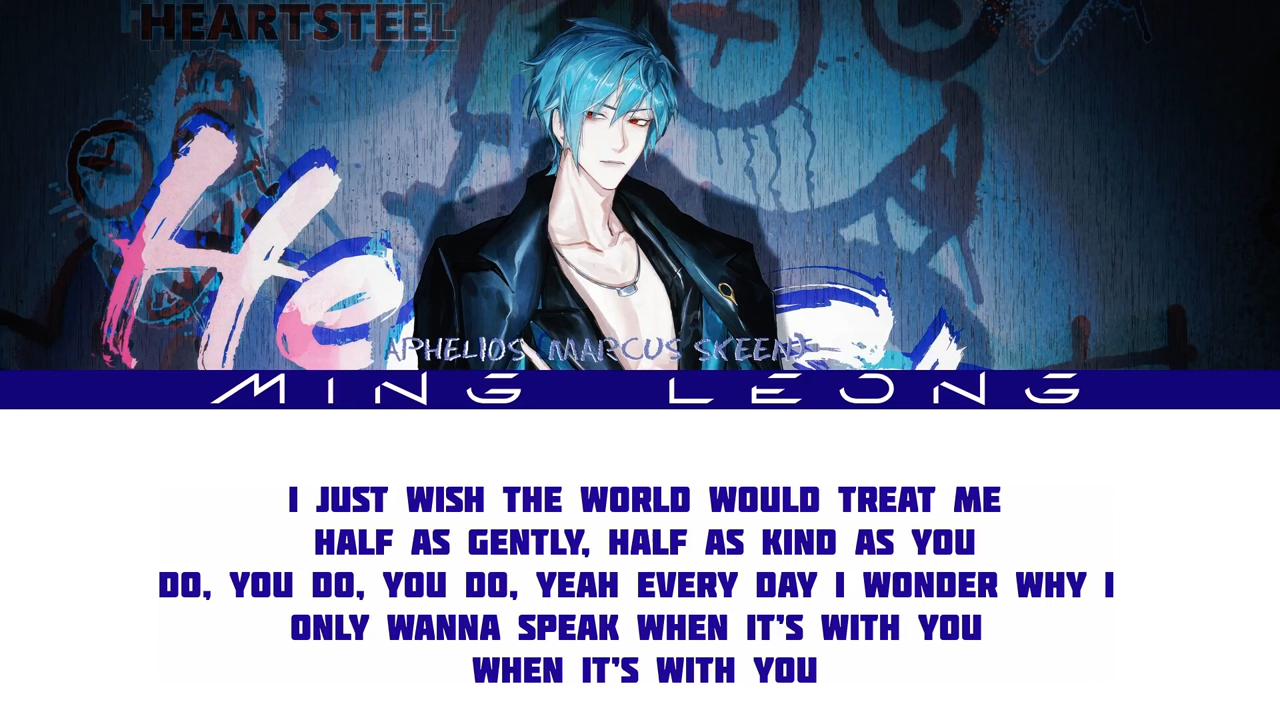 HEARTSTEEL
He
APHELIOS MARCUS SKEENE
MING LEONG
I JUST WISH THE WORLD WOULD TREAT ME
HALF AS GENTLY, HALF AS KIND AS YOU
DO, YOU DO, YOU DO, YEAH EVERY DAY I WONDER WHY I
ONLY WANNA SPEAK WHEN IT'S WITH YOU
WHEN IT'S WITH YOU